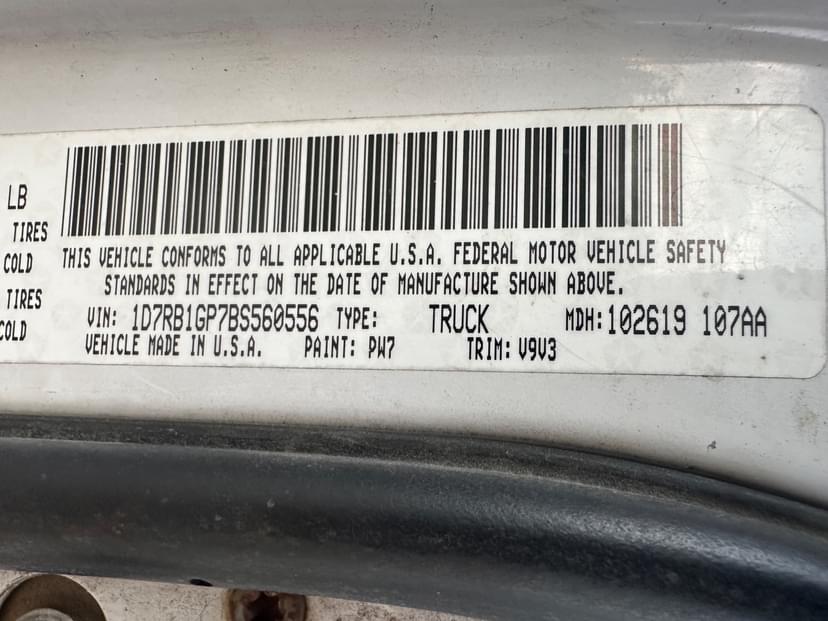 LB
TIRES
COLD
TIRES
COLD
THIS VEHICLE CONFORMS TO ALL APPLICABLE U.S.A. FEDERAL MOTOR VEHICLE SAFETY
STANDARDS IN EFFECT ON THE DATE OF MANUFACTURE SHOWN ABOVE.
VIN: 1D7RB1GP7BS560556 TYPE: TRUCK MDH:102619 107AA
VEHICLE MADE IN U.S.A. PAINT: PW7 TRIM: V9V3